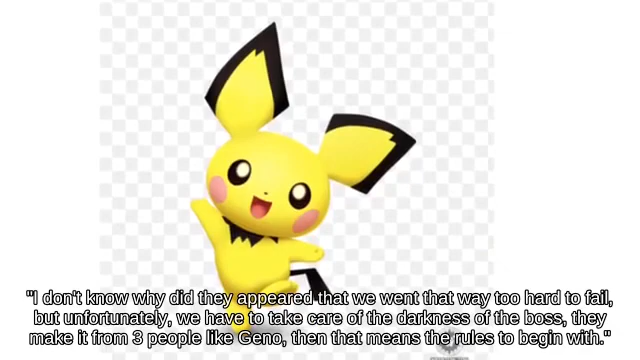 "I don't know why did they appeared that we went that way too hard to fail,
but unfortunately, we have to take care of the darkness of the boss, they
make it from 3 people like Geno, then that means the rules to begin with."